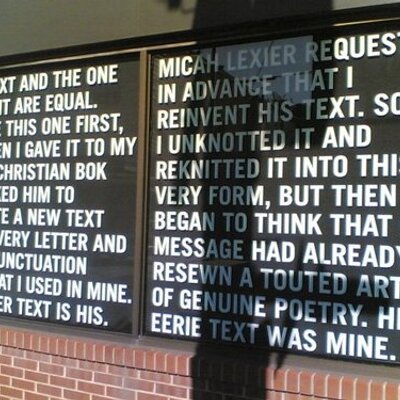 XT AND THE ONE
IT ARE EQUAL.
E THIS ONE FIRST,
EN I GAVE IT TO MY
CHRISTIAN BOK
KED HIM TO
TE A NEW TEXT
VERY LETTER AND
UNCTUATION
AT I USED IN MINE.
ER TEXT IS HIS.
MICAH LEXIER REQUEST
IN ADVANCE THAT I
REINVENT HIS TEXT. SO
I UNKNOTTED IT AND
REKNITTED IT INTO THIS
VERY FORM, BUT THEN
BEGAN TO THINK THAT
MESSAGE HAD ALREADY
RESEWN A TOUTED ART
OF GENUINE POETRY. HI
EERIE TEXT WAS MINE.